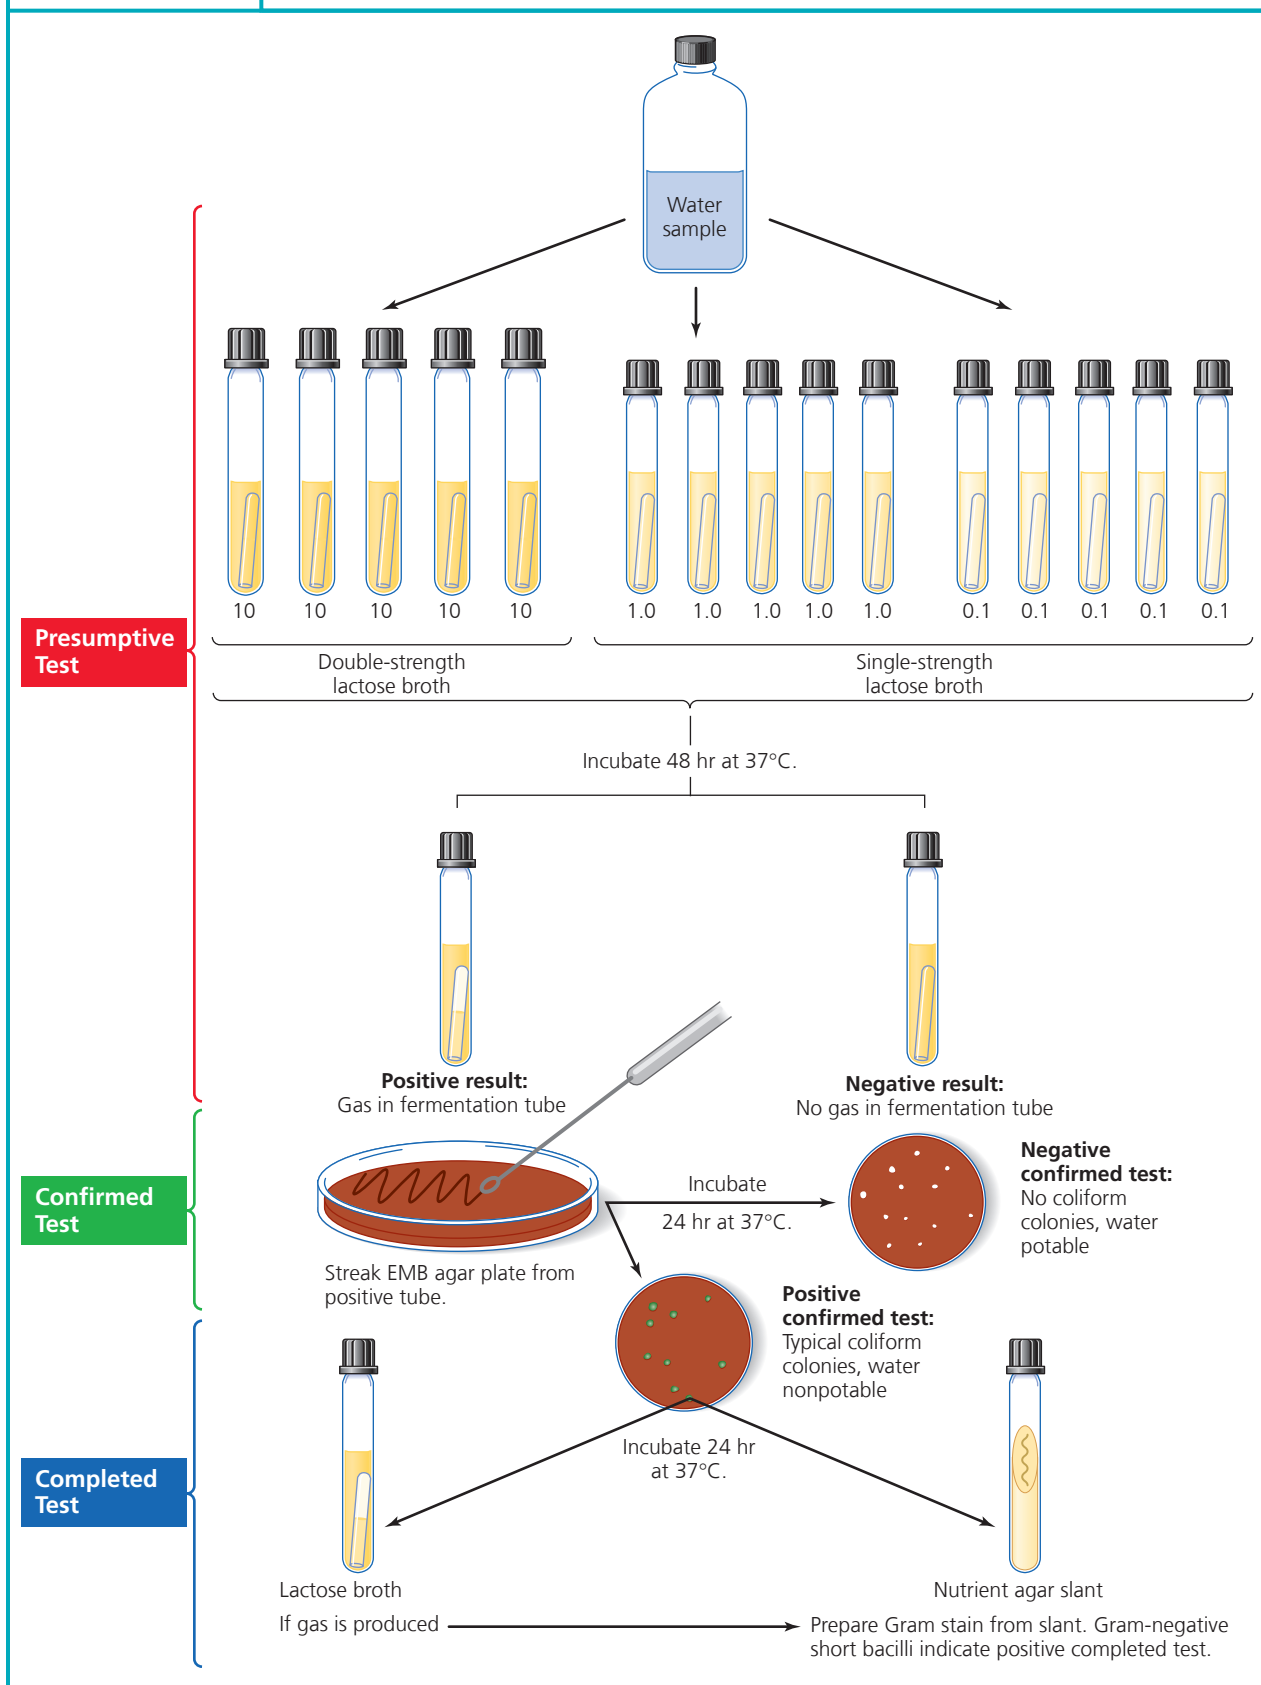 Water
sample
10 10 10 10 10
1.0 1.0 1.0 1.0 1.0
0.1 0.1 0.1 0.1 0.1
Presumptive
Test
Double-strength
lactose broth
Single-strength
lactose broth
Incubate 48 hr at 37°C.
Positive result:
Gas in fermentation tube
Negative result:
No gas in fermentation tube
Confirmed
Test
Streak EMB agar plate from
positive tube.
Incubate
24 hr at 37°C.
Negative
confirmed test:
No coliform
colonies, water
potable
Positive
confirmed test:
Typical coliform
colonies, water
nonpotable
Completed
Test
Incubate 24 hr
at 37°C.
Lactose broth
If gas is produced
Nutrient agar slant
Prepare Gram stain from slant. Gram-negative
short bacilli indicate positive completed test.